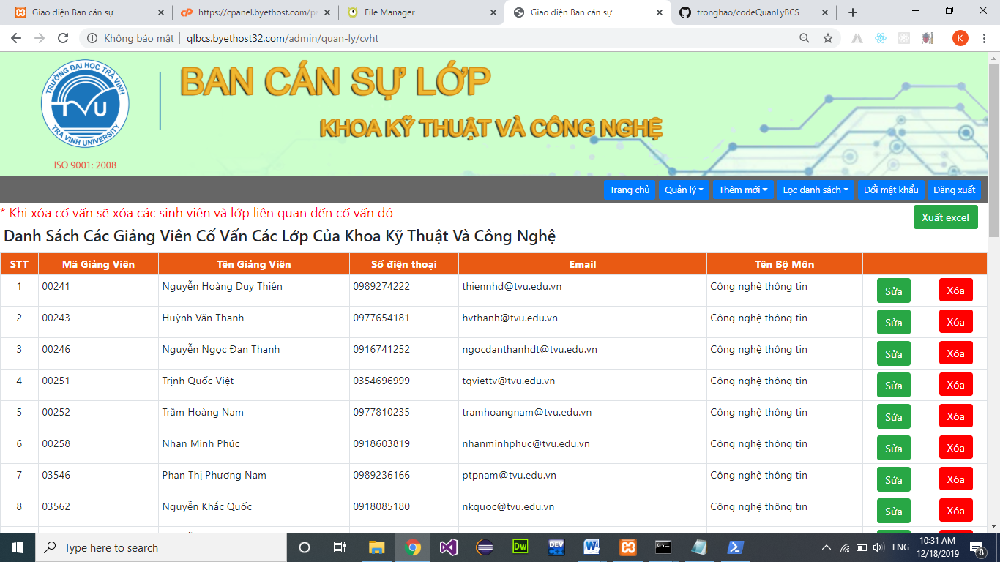 Giao diện Ban cán sự
https://cpanel.byethost.com/p
File Manager
Giao diện Ban cán sự
tronghao/codeQuanLyBCS
Không bảo mật
qlbcs.byethost32.com/admin/quan-ly/cvht
K
TRƯỜNG ĐẠI HỌC TRÀ VINH
TVU
TRA VINH UNIVERSITY
ISO 9001: 2008
BAN CÁN SỰ LỚP
KHOA KỸ THUẬT VÀ CÔNG NGHỆ
Trang chủ Quản lý Thêm mới Lọc danh sách Đổi mật khẩu Đăng xuất
* Khi xóa cố vấn sẽ xóa các sinh viên và lớp liên quan đến cố vấn đó
Xuất excel
Danh Sách Các Giảng Viên Cố Vấn Các Lớp Của Khoa Kỹ Thuật Và Công Nghệ
STT Mã Giảng Viên Tên Giảng Viên Số điện thoại Email Tên Bộ Môn
1 00241 Nguyễn Hoàng Duy Thiện 0989274222 thiennhd@tvu.edu.vn Công nghệ thông tin Sửa Xóa
2 00243 Huỳnh Văn Thanh 0977654181 hvthanh@tvu.edu.vn Công nghệ thông tin Sửa Xóa
3 00246 Nguyễn Ngọc Đan Thanh 0916741252 ngocdanthanhdt@tvu.edu.vn Công nghệ thông tin Sửa Xóa
4 00251 Trịnh Quốc Việt 0354696999 tqviettv@tvu.edu.vn Công nghệ thông tin Sửa Xóa
5 00252 Trầm Hoàng Nam 0977810235 tramhoangnam@tvu.edu.vn Công nghệ thông tin Sửa Xóa
6 00258 Nhan Minh Phúc 0918603819 nhanminhphuc@tvu.edu.vn Công nghệ thông tin Sửa Xóa
7 03546 Phan Thị Phương Nam 0989236166 ptpnam@tvu.edu.vn Công nghệ thông tin Sửa Xóa
8 03562 Nguyễn Khắc Quốc 0918085180 nkquoc@tvu.edu.vn Công nghệ thông tin Sửa Xóa
Type here to search
Dw
DEV
W
ENG
10:31 AM
12/18/2019
8